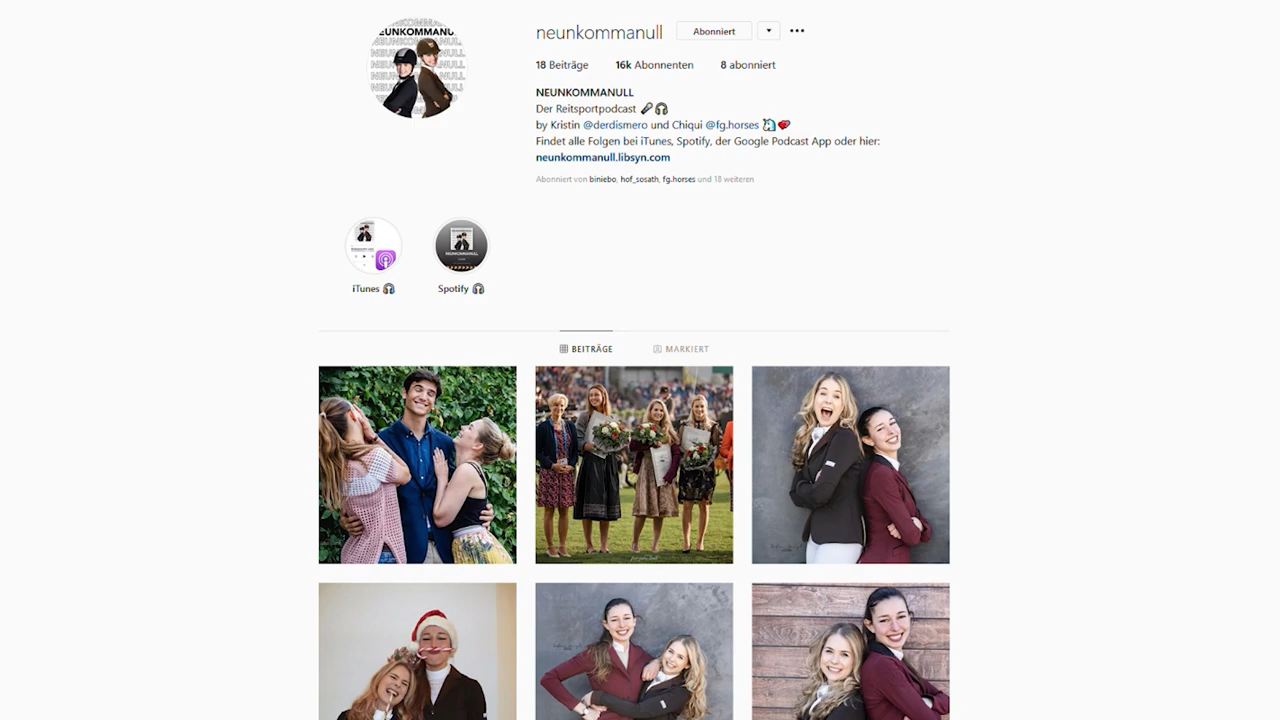 NEUNKOMMANULL
neunkommanull Abonniert
18 Beiträge 16k Abonnenten 8 abonniert
NEUNKOMMANULL
Der Reitsportpodcast
by Kristin @derdismero und Chiqui @fg.horses
Findet alle Folgen bei iTunes, Spotify, der Google Podcast App oder hier:
neunkommanull.libsyn.com
Abonniert von biniebo, hof_sosath, fg.horses und 18 weiteren
iTunes Spotify
BEITRÄGE MARKIERT